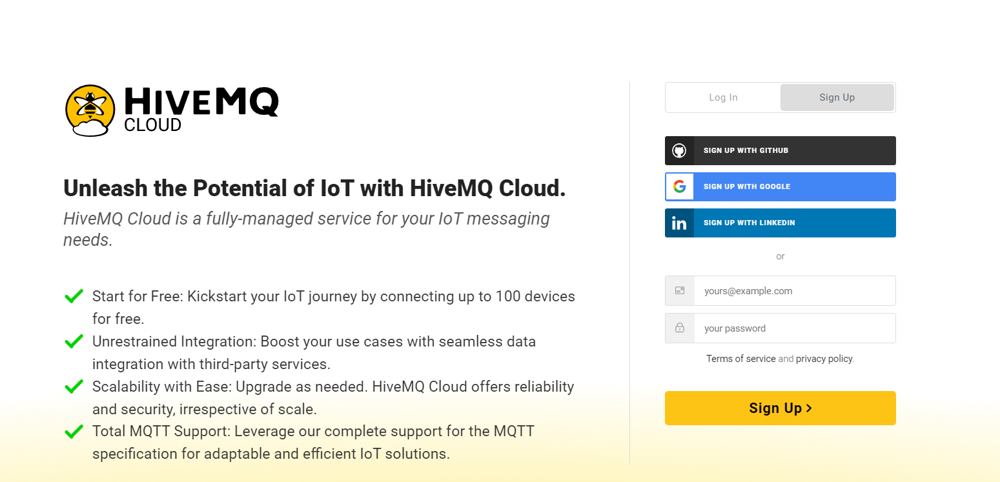 HIVEMQ
CLOUD
Unleash the Potential of IoT with HiveMQ Cloud.
HiveMQ Cloud is a fully-managed service for your IoT messaging
needs.
Start for Free: Kickstart your IoT journey by connecting up to 100 devices
for free.
Unrestrained Integration: Boost your use cases with seamless data
integration with third-party services.
Scalability with Ease: Upgrade as needed. HiveMQ Cloud offers reliability
and security, irrespective of scale.
Total MQTT Support: Leverage our complete support for the MQTT
specification for adaptable and efficient IoT solutions.
Log In
Sign Up
SIGN UP WITH GITHUB
SIGN UP WITH GOOGLE
in
SIGN UP WITH LINKEDIN
or
yours@example.com
your password
Terms of service and privacy policy.
Sign Up